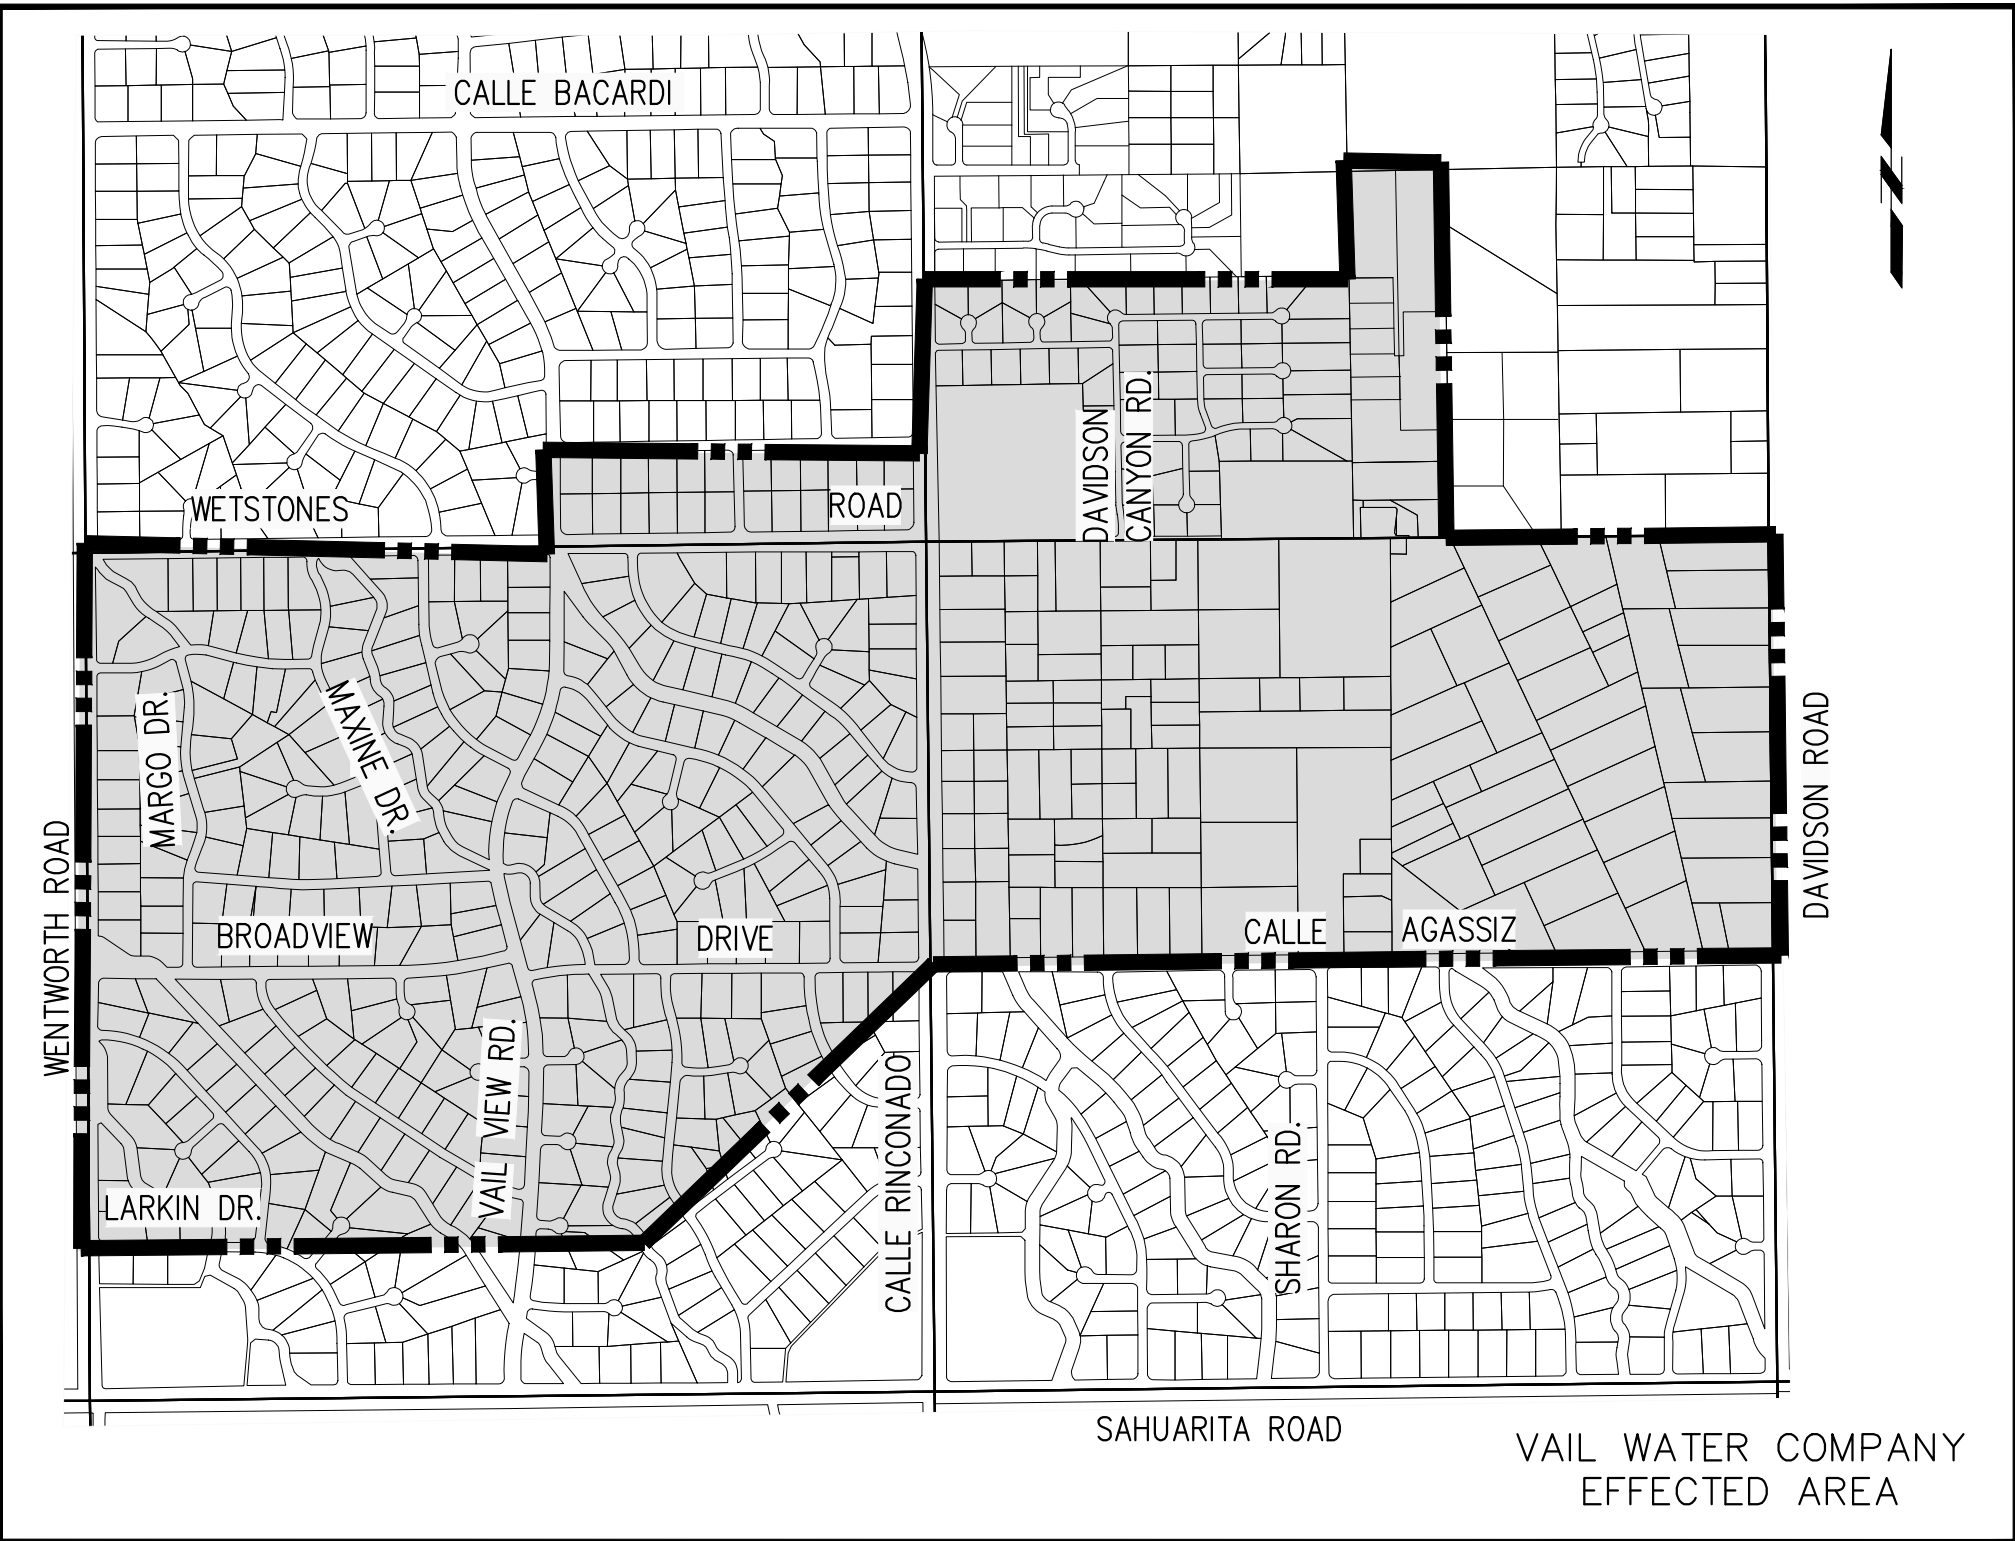 CALLE BACARDI
WETSTONES
ROAD
DAVIDSON
CANYON RD.
MARGO DR.
MAXINE DR.
WENTWORTH ROAD
DAVIDSON ROAD
BROADVIEW
DRIVE
CALLE
AGASSIZ
VAIL VIEW RD.
CALLE RINCONADO
SHARON RD.
LARKIN DR.
SAHUARITA ROAD
VAIL WATER COMPANY
EFFECTED AREA
N